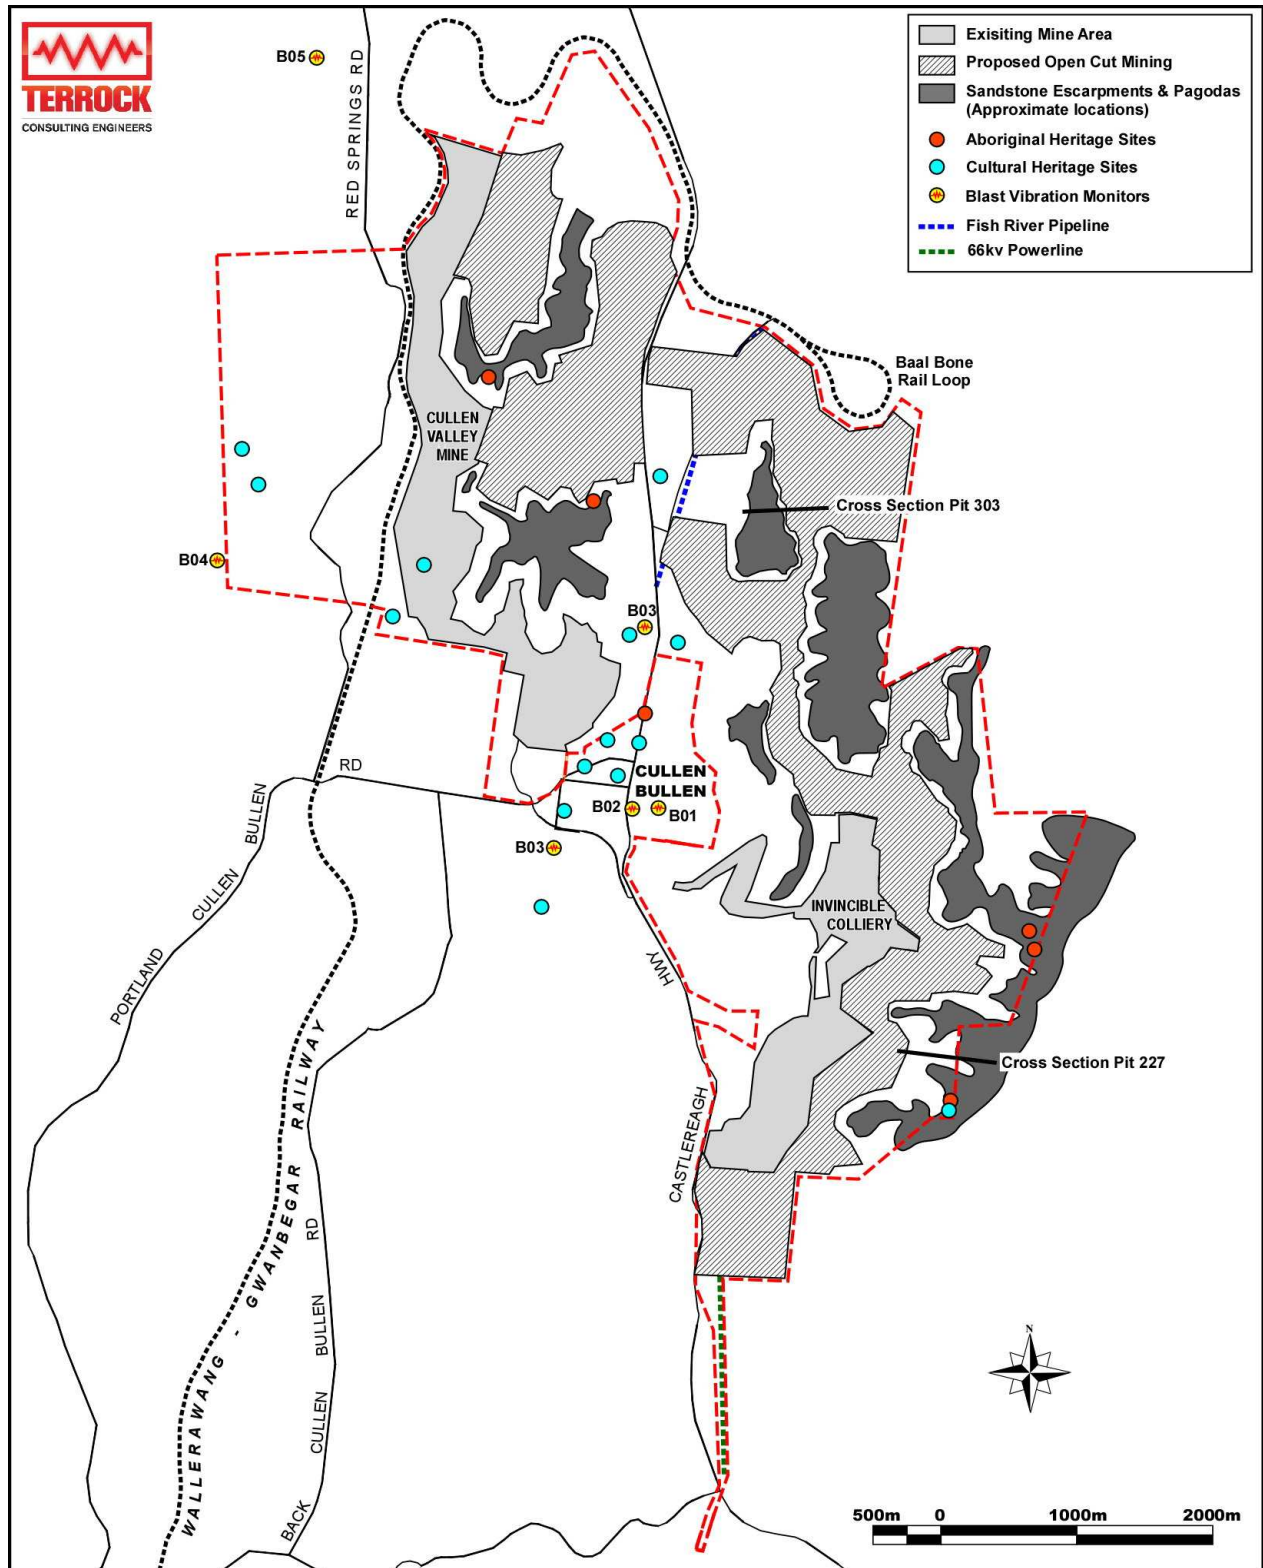 TERROCK
CONSULTING ENGINEERS
B05
RED SPRINGS RD
Exisiting Mine Area
Proposed Open Cut Mining
Sandstone Escarpments & Pagodas
(Approximate locations)
Aboriginal Heritage Sites
Cultural Heritage Sites
Blast Vibration Monitors
Fish River Pipeline
66kv Powerline
Baal Bone
Rail Loop
CULLEN
VALLEY
MINE
Cross Section Pit 303
B04
B03
RD
CULLEN
BULLEN
B02
B01
B03
PORTLAND
CULLEN
BULLEN
INVINCIBLE
COLLIERY
HWY
CASTLEREAGH
Cross Section Pit 227
WALLERAWANG - GWANBEGAR RAILWAY
BACK
CULLEN
BULLEN
RD
N
500m 0 1000m 2000m